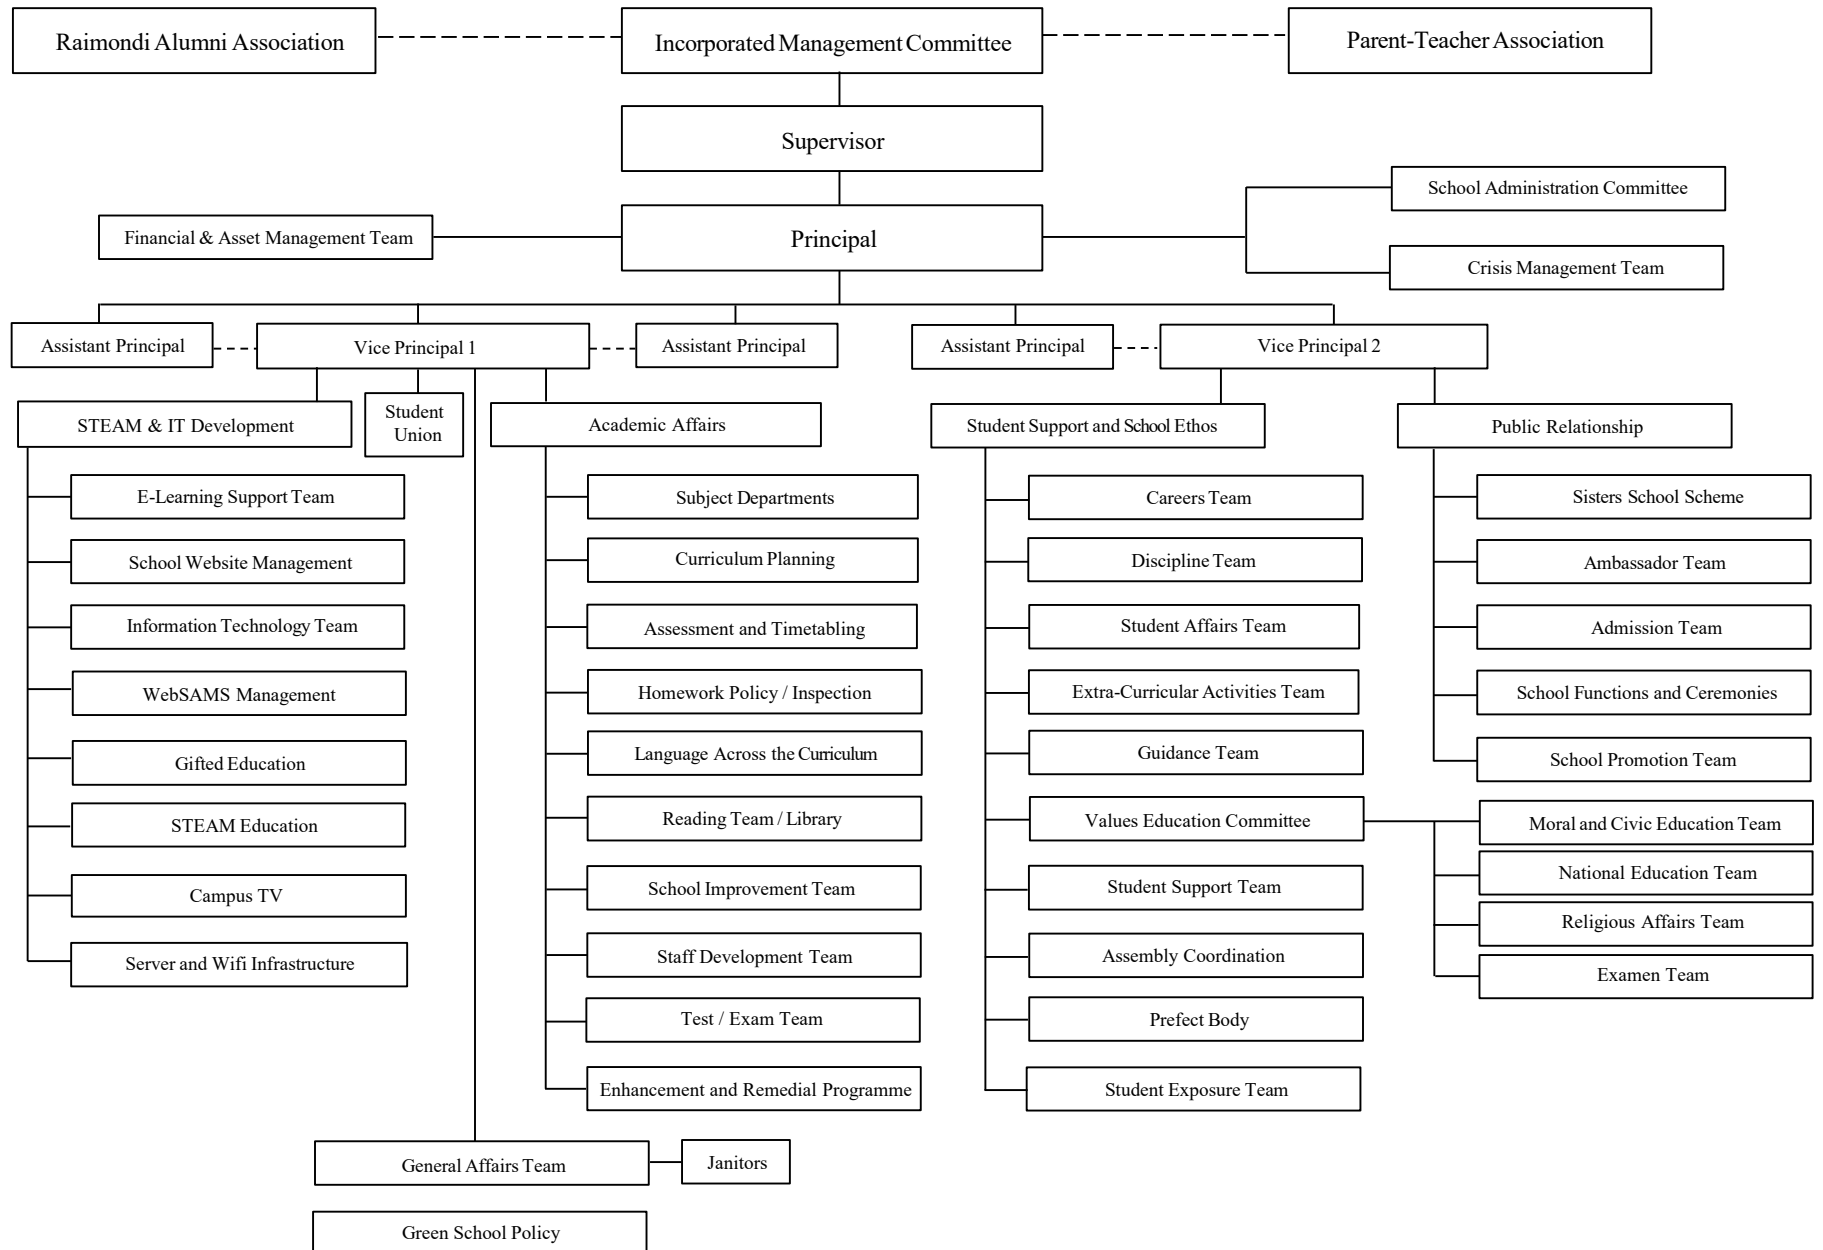 Raimondi Alumni Association
Incorporated Management Committee
Parent-Teacher Association
Supervisor
School Administration Committee
Financial & Asset Management Team
Principal
Crisis Management Team
Assistant Principal
Vice Principal 1
Assistant Principal
Assistant Principal
Vice Principal 2
STEAM & IT Development
Student
Union
Academic Affairs
Student Support and School Ethos
Public Relationship
E-Learning Support Team
School Website Management
Information Technology Team
WebSAMS Management
Gifted Education
STEAM Education
Campus TV
Server and Wifi Infrastructure
Subject Departments
Curriculum Planning
Assessment and Timetabling
Homework Policy / Inspection
Language Across the Curriculum
Reading Team / Library
School Improvement Team
Staff Development Team
Test / Exam Team
Enhancement and Remedial Programme
Careers Team
Discipline Team
Student Affairs Team
Extra-Curricular Activities Team
Guidance Team
Values Education Committee
Student Support Team
Assembly Coordination
Prefect Body
Student Exposure Team
Sisters School Scheme
Ambassador Team
Admission Team
School Functions and Ceremonies
School Promotion Team
Moral and Civic Education Team
National Education Team
Religious Affairs Team
Examen Team
General Affairs Team
Janitors
Green School Policy